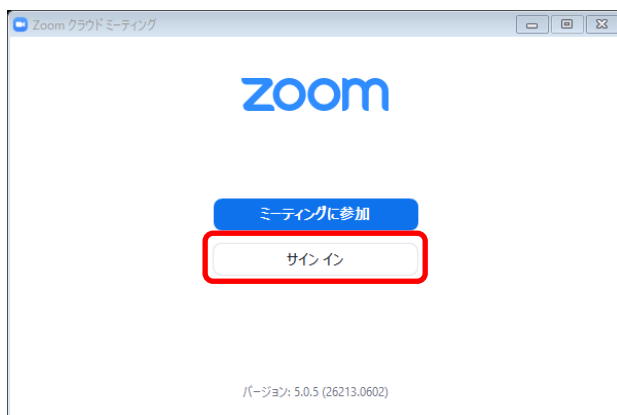 Zoom クラウド ミーティング
zoom
ミーティングに参加
サイン イン
バージョン: 5.0.5 (26213.0602)